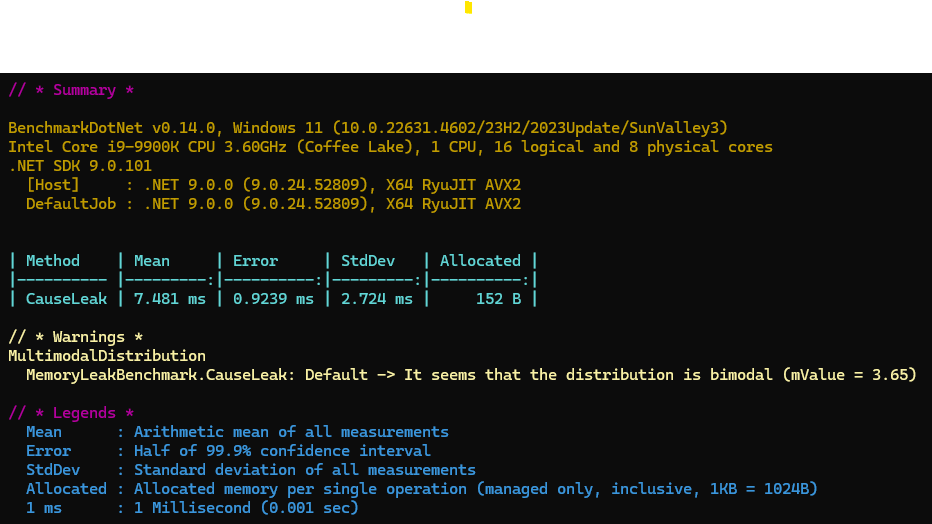 // * Summary *
BenchmarkDotNet v0.14.0, Windows 11 (10.0.22631.4602/23H2/2023Update/SunValley3)
Intel Core i9-9900K CPU 3.60GHz (Coffee Lake), 1 CPU, 16 logical and 8 physical cores
.NET SDK 9.0.101
  [Host]     : .NET 9.0.0 (9.0.24.52809), X64 RyuJIT AVX2
  DefaultJob : .NET 9.0.0 (9.0.24.52809), X64 RyuJIT AVX2
| Method    | Mean     | Error     | StdDev   | Allocated |
|---------- |---------:|----------:|---------:|----------:|
| CauseLeak | 7.481 ms | 0.9239 ms | 2.724 ms |     152 B |
// * Warnings *
MultimodalDistribution
  MemoryLeakBenchmark.CauseLeak: Default -> It seems that the distribution is bimodal (mValue = 3.65)
// * Legends *
  Mean      : Arithmetic mean of all measurements
  Error     : Half of 99.9% confidence interval
  StdDev    : Standard deviation of all measurements
  Allocated : Allocated memory per single operation (managed only, inclusive, 1KB = 1024B)
  1 ms      : 1 Millisecond (0.001 sec)